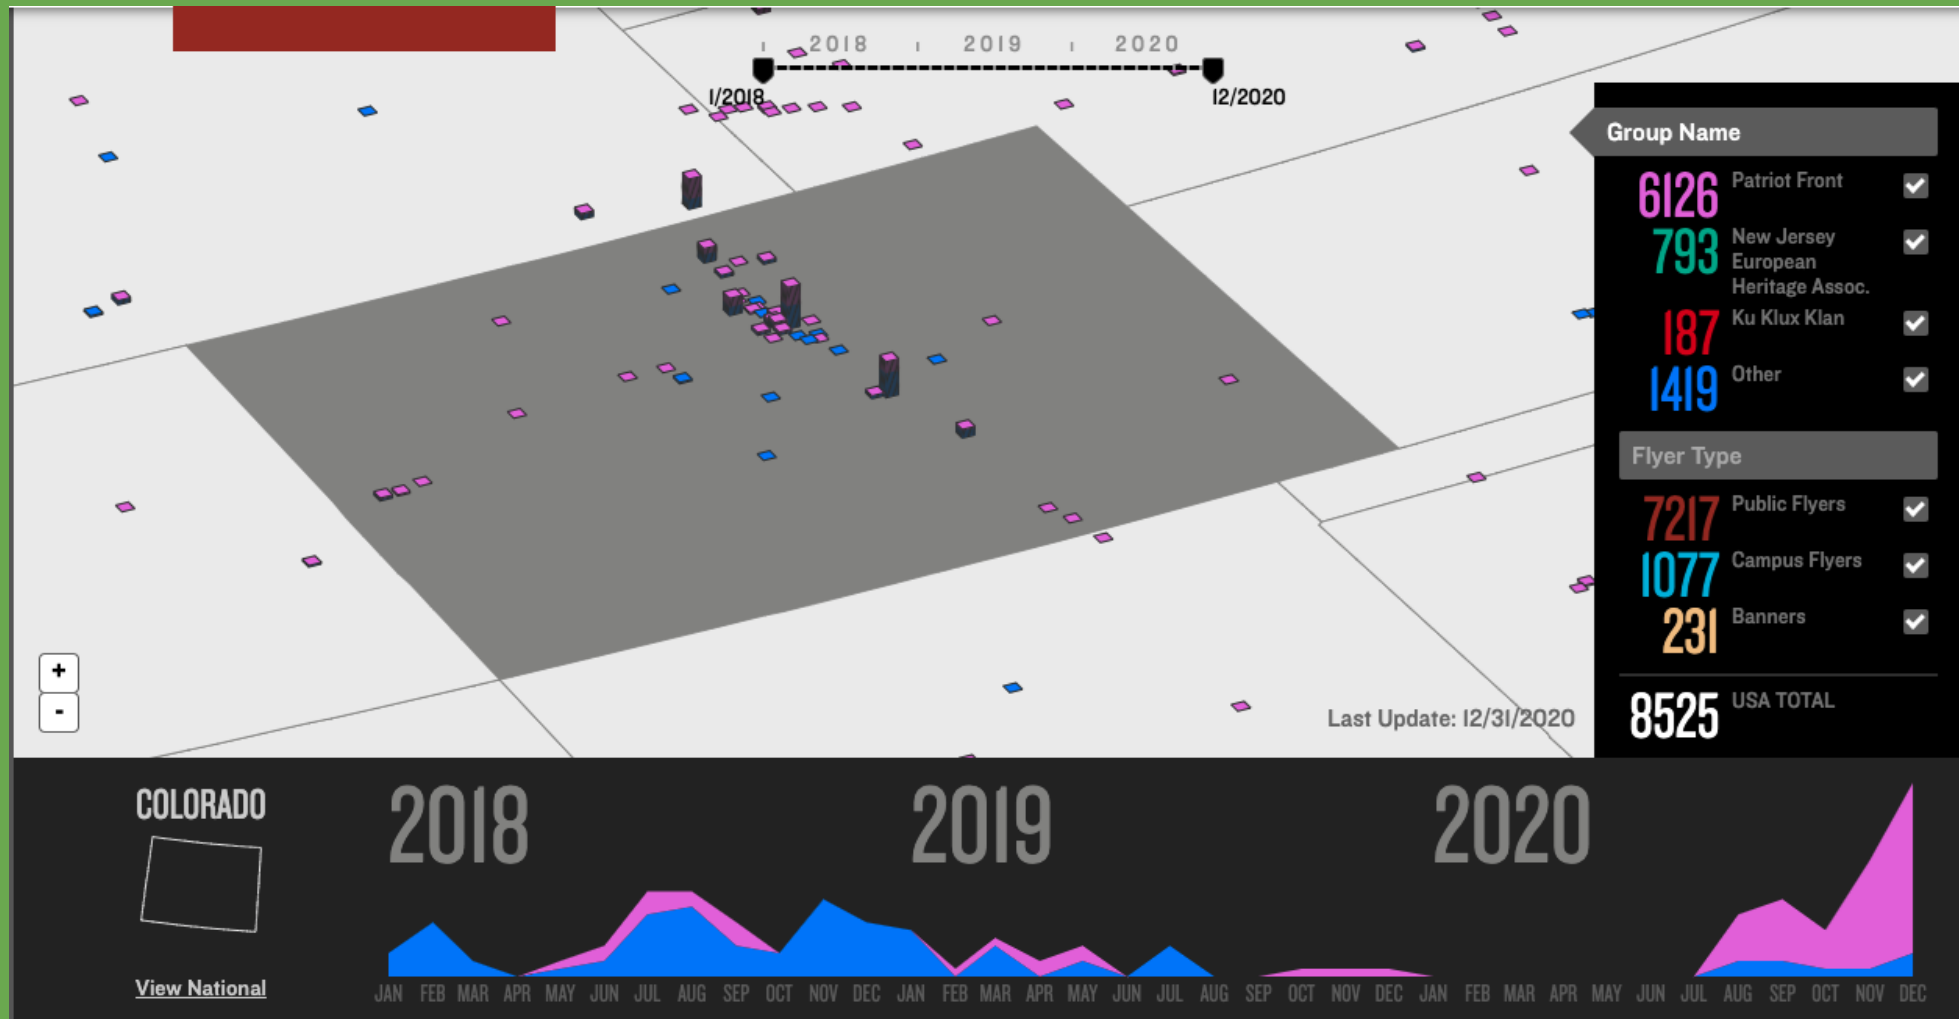 2018 2019 2020
1/2018 12/2020
Group Name
6126 Patriot Front
793 New Jersey
European
Heritage Assoc.
187 Ku Klux Klan
1419 Other
Flyer Type
7217 Public Flyers
1077 Campus Flyers
231 Banners
8525 USA TOTAL
+
-
Last Update: 12/31/2020
COLORADO
View National
2018 2019 2020
JAN FEB MAR APR MAY JUN JUL AUG SEP OCT NOV DEC JAN FEB MAR APR MAY JUN JUL AUG SEP OCT NOV DEC JAN FEB MAR APR MAY JUN JUL AUG SEP OCT NOV DEC